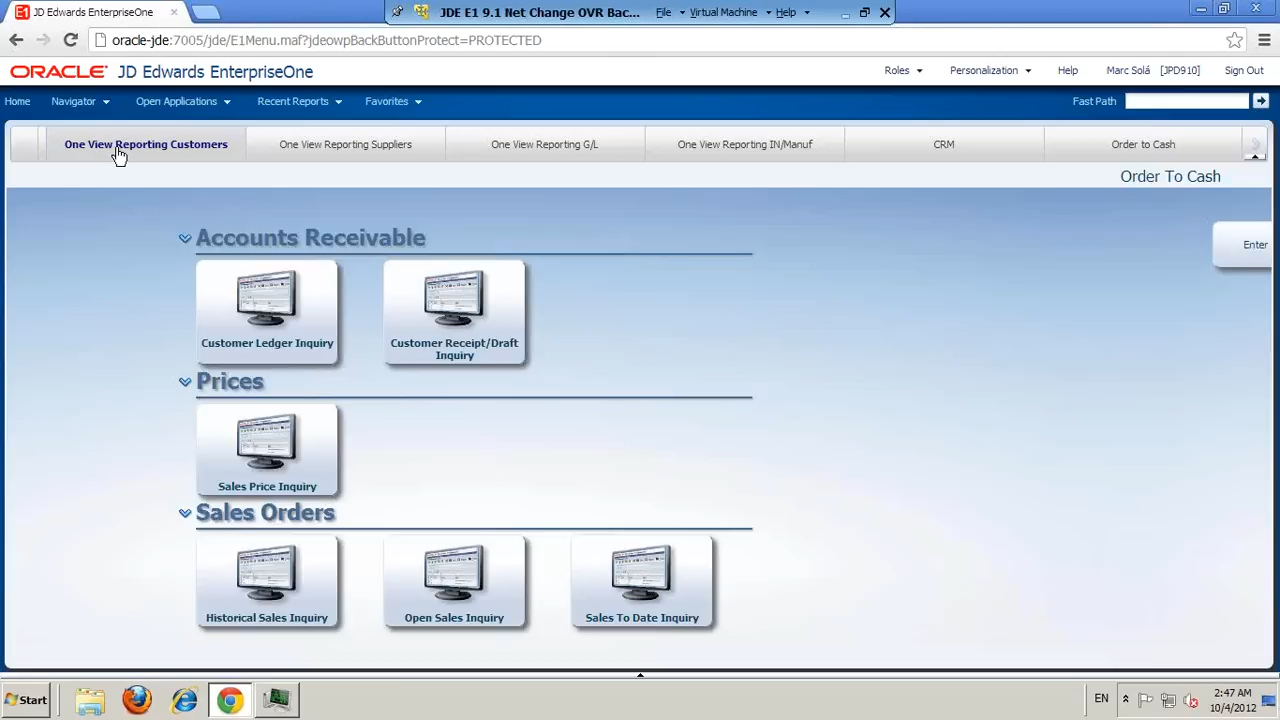 JD Edwards EnterpriseOne
JDE E1 9.1 Net Change OVR Bac...
File
Virtual Machine
Help
oracle-jde:7005/jde/E1Menu.maf?jdeowpBackButtonProtect=PROTECTED
ORACLE JD Edwards EnterpriseOne
Roles
Personalization
Help
Marc Solá [JPD910]
Sign Out
Home
Navigator
Open Applications
Recent Reports
Favorites
Fast Path
One View Reporting Customers
One View Reporting Suppliers
One View Reporting G/L
One View Reporting IN/Manuf
CRM
Order to Cash
Order To Cash
Enter
Accounts Receivable
Customer Ledger Inquiry
Customer Receipt/Draft
Inquiry
Prices
Sales Price Inquiry
Sales Orders
Historical Sales Inquiry
Open Sales Inquiry
Sales To Date Inquiry
Start
EN
2:47 AM
10/4/2012